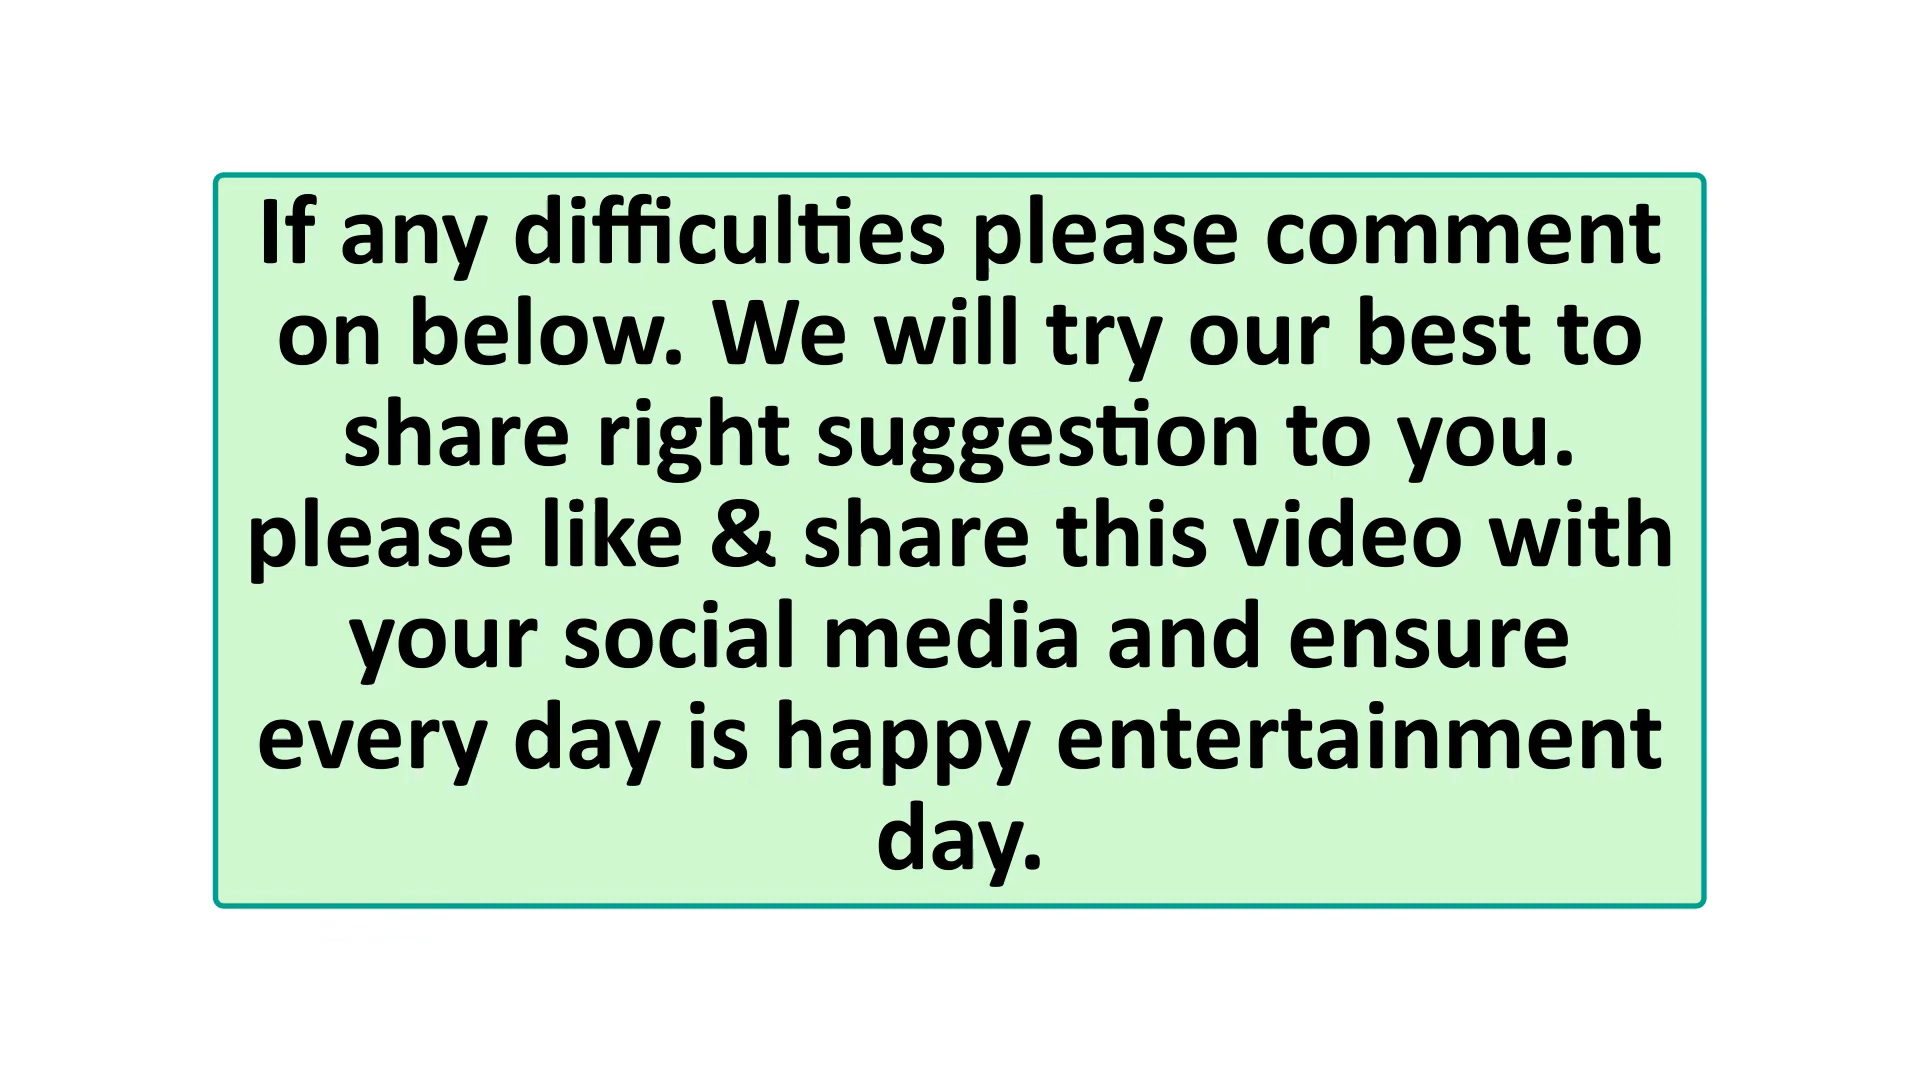 If any difficulties please comment
on below. We will try our best to
share right suggestion to you.
please like & share this video with
your social media and ensure
every day is happy entertainment
day.